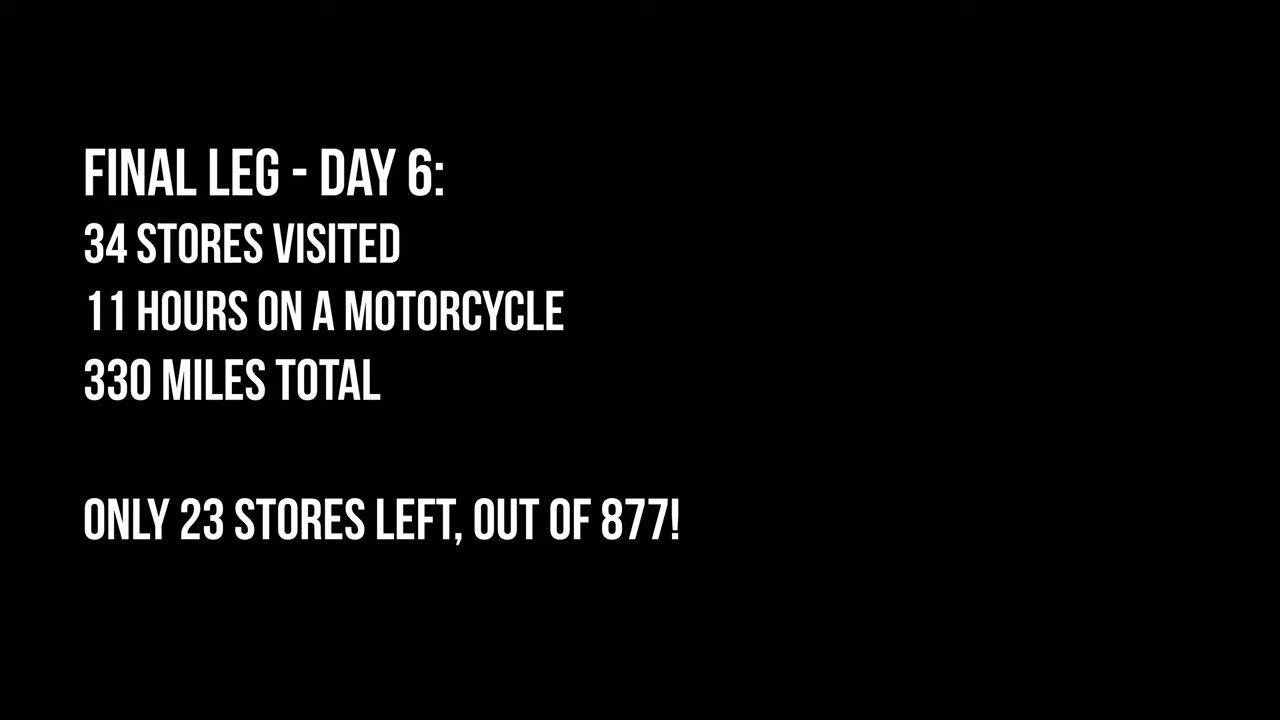 FINAL LEG - DAY 6:
34 STORES VISITED
11 HOURS ON A MOTORCYCLE
330 MILES TOTAL
ONLY 23 STORES LEFT, OUT OF 877!